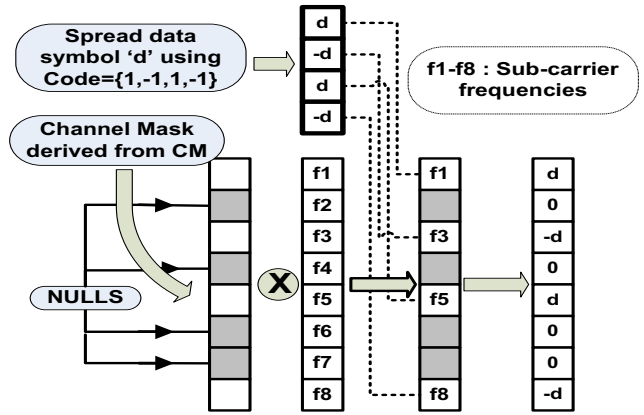 Spread data
symbol ‘d’ using
Code={1,-1,1,-1}
d
-d
d
-d
f1-f8 : Sub-carrier
frequencies
Channel Mask
derived from CM
NULLS
X
f1
f2
f3
f4
f5
f6
f7
f8
f1
f3
f5
f8
d
0
-d
0
d
0
0
-d